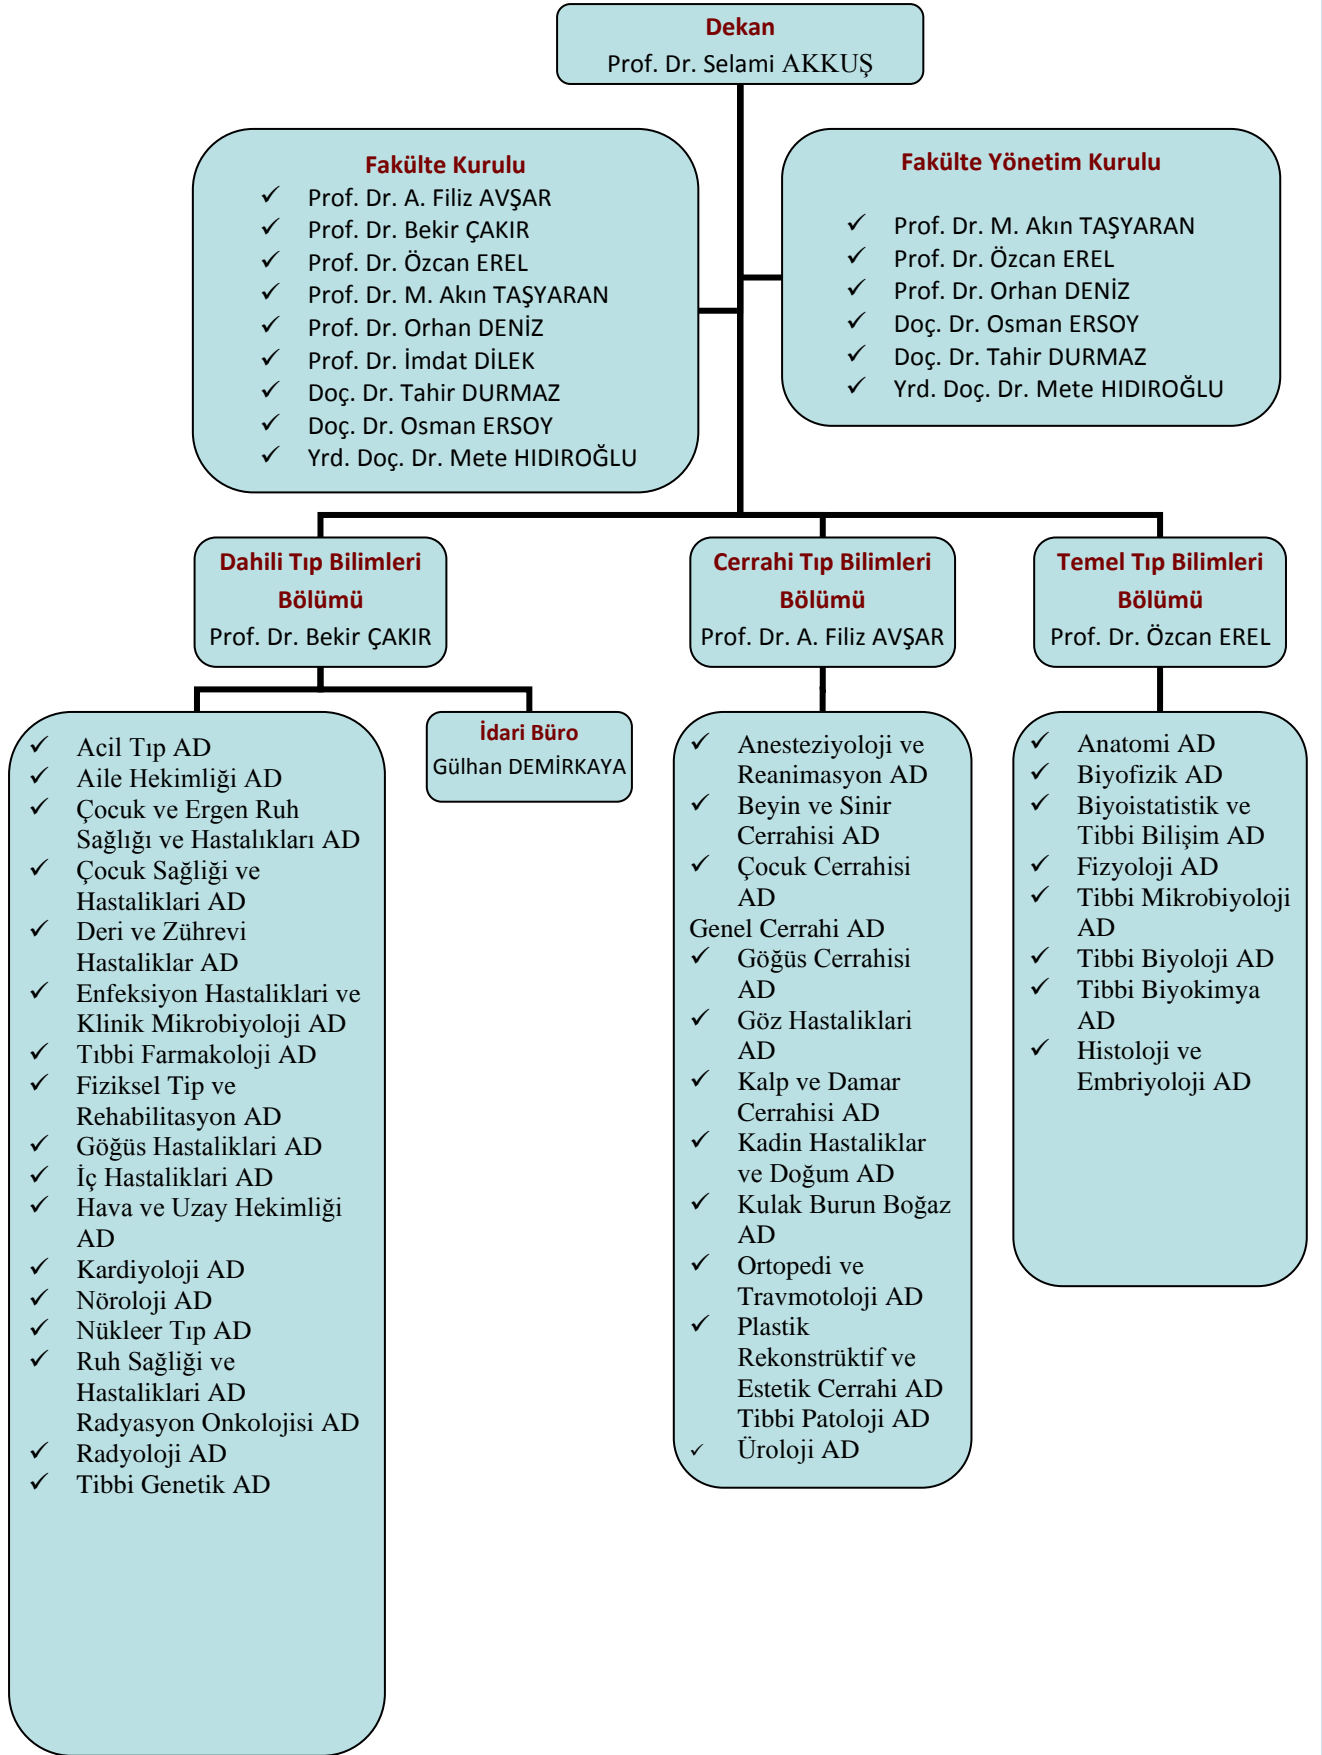 Dekan
Prof. Dr. Selami AKKUŞ
Fakülte Kurulu
✓ Prof. Dr. A. Filiz AVŞAR
✓ Prof. Dr. Bekir ÇAKIR
✓ Prof. Dr. Özcan EREL
✓ Prof. Dr. M. Akın TAŞYARAN
✓ Prof. Dr. Orhan DENİZ
✓ Prof. Dr. İmdat DİLEK
✓ Doç. Dr. Tahir DURMAZ
✓ Doç. Dr. Osman ERSOY
✓ Yrd. Doç. Dr. Mete HIDIROĞLU
Fakülte Yönetim Kurulu
✓ Prof. Dr. M. Akın TAŞYARAN
✓ Prof. Dr. Özcan EREL
✓ Prof. Dr. Orhan DENİZ
✓ Doç. Dr. Osman ERSOY
✓ Doç. Dr. Tahir DURMAZ
✓ Yrd. Doç. Dr. Mete HIDIROĞLU
Dahili Tıp Bilimleri
Bölümü
Prof. Dr. Bekir ÇAKIR
Cerrahi Tıp Bilimleri
Bölümü
Prof. Dr. A. Filiz AVŞAR
Temel Tıp Bilimleri
Bölümü
Prof. Dr. Özcan EREL
✓ Acil Tıp AD
✓ Aile Hekimliği AD
✓ Çocuk ve Ergen Ruh
Sağlığı ve Hastalıkları AD
✓ Çocuk Sağliği ve
Hastaliklari AD
✓ Deri ve Zührevi
Hastaliklar AD
✓ Enfeksiyon Hastaliklari ve
Klinik Mikrobiyoloji AD
✓ Tıbbi Farmakoloji AD
✓ Fiziksel Tip ve
Rehabilitasyon AD
✓ Göğüs Hastaliklari AD
✓ İç Hastaliklari AD
✓ Hava ve Uzay Hekimliği
AD
✓ Kardiyoloji AD
✓ Nöroloji AD
✓ Nükleer Tıp AD
✓ Ruh Sağliği ve
Hastaliklari AD
Radyasyon Onkolojisi AD
✓ Radyoloji AD
✓ Tibbi Genetik AD
İdari Büro
Gülhan DEMİRKAYA
✓ Anesteziyoloji ve
Reanimasyon AD
✓ Beyin ve Sinir
Cerrahisi AD
✓ Çocuk Cerrahisi
AD
Genel Cerrahi AD
✓ Göğüs Cerrahisi
AD
✓ Göz Hastaliklari
AD
✓ Kalp ve Damar
Cerrahisi AD
✓ Kadin Hastaliklar
ve Doğum AD
✓ Kulak Burun Boğaz
AD
✓ Ortopedi ve
Travmotoloji AD
✓ Plastik
Rekonstrüktif ve
Estetik Cerrahi AD
Tibbi Patoloji AD
✓ Üroloji AD
✓ Anatomi AD
✓ Biyofizik AD
✓ Biyoistatistik ve
Tibbi Bilişim AD
✓ Fizyoloji AD
✓ Tibbi Mikrobiyoloji
AD
✓ Tibbi Biyoloji AD
✓ Tibbi Biyokimya
AD
✓ Histoloji ve
Embriyoloji AD